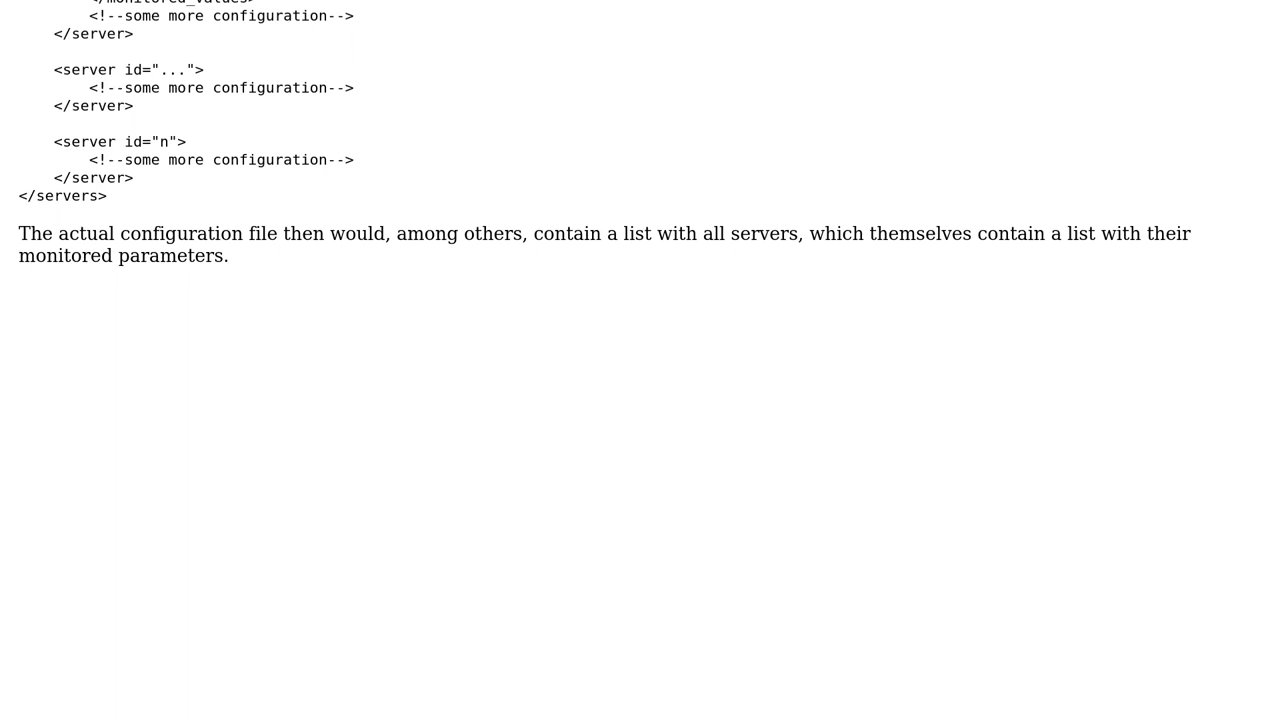 </monitored_values>
<!--some more configuration-->
</server>
<server id="...">
<!--some more configuration-->
</server>
<server id="n">
<!--some more configuration-->
</server>
</servers>
The actual configuration file then would, among others, contain a list with all servers, which themselves contain a list with their
monitored parameters.